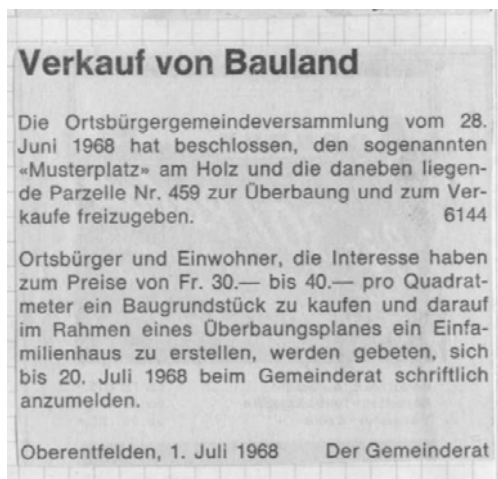 Verkauf von Bauland
Die Ortsbürgergemeindeversammlung vom 28.
Juni 1968 hat beschlossen, den sogenannten
«Musterplatz» am Holz und die daneben liegen-
de Parzelle Nr. 459 zur Überbaung und zum Ver-
kaufe freizugeben. 6144
Ortsbürger und Einwohner, die Interesse haben
zum Preise von Fr. 30.— bis 40.— pro Quadrat-
meter ein Baugrundstück zu kaufen und darauf
im Rahmen eines Überbaungsplanes ein Einfa-
milienhaus zu erstellen, werden gebeten, sich
bis 20. Juli 1968 beim Gemeinderat schriftlich
anzumelden.
Oberentfelden, 1. Juli 1968 Der Gemeinderat